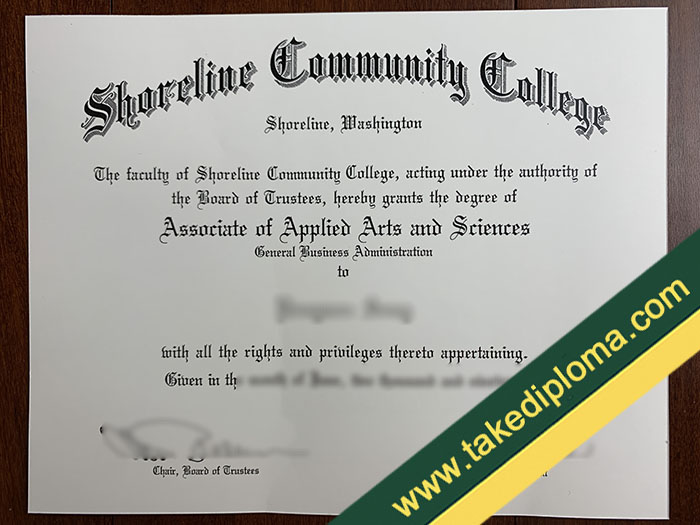 Shoreline Community College
Shoreline, Washington
The faculty of Shoreline Community College, acting under the authority of
the Board of Trustees, hereby grants the degree of
Associate of Applied Arts and Sciences
General Business Administration
to
with all the rights and privileges thereto appertaining.
Given in
Chair, Board of Trustees
www.takediploma.com